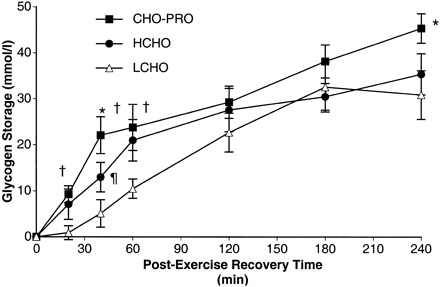 50
40
30
20
10
0
Glycogen Storage (mmol/l)
CHO-PRO
HCHO
LCHO
†
*
†
†
¶
*
0 30 60 90 120 150 180 210 240
Post-Exercise Recovery Time
(min)